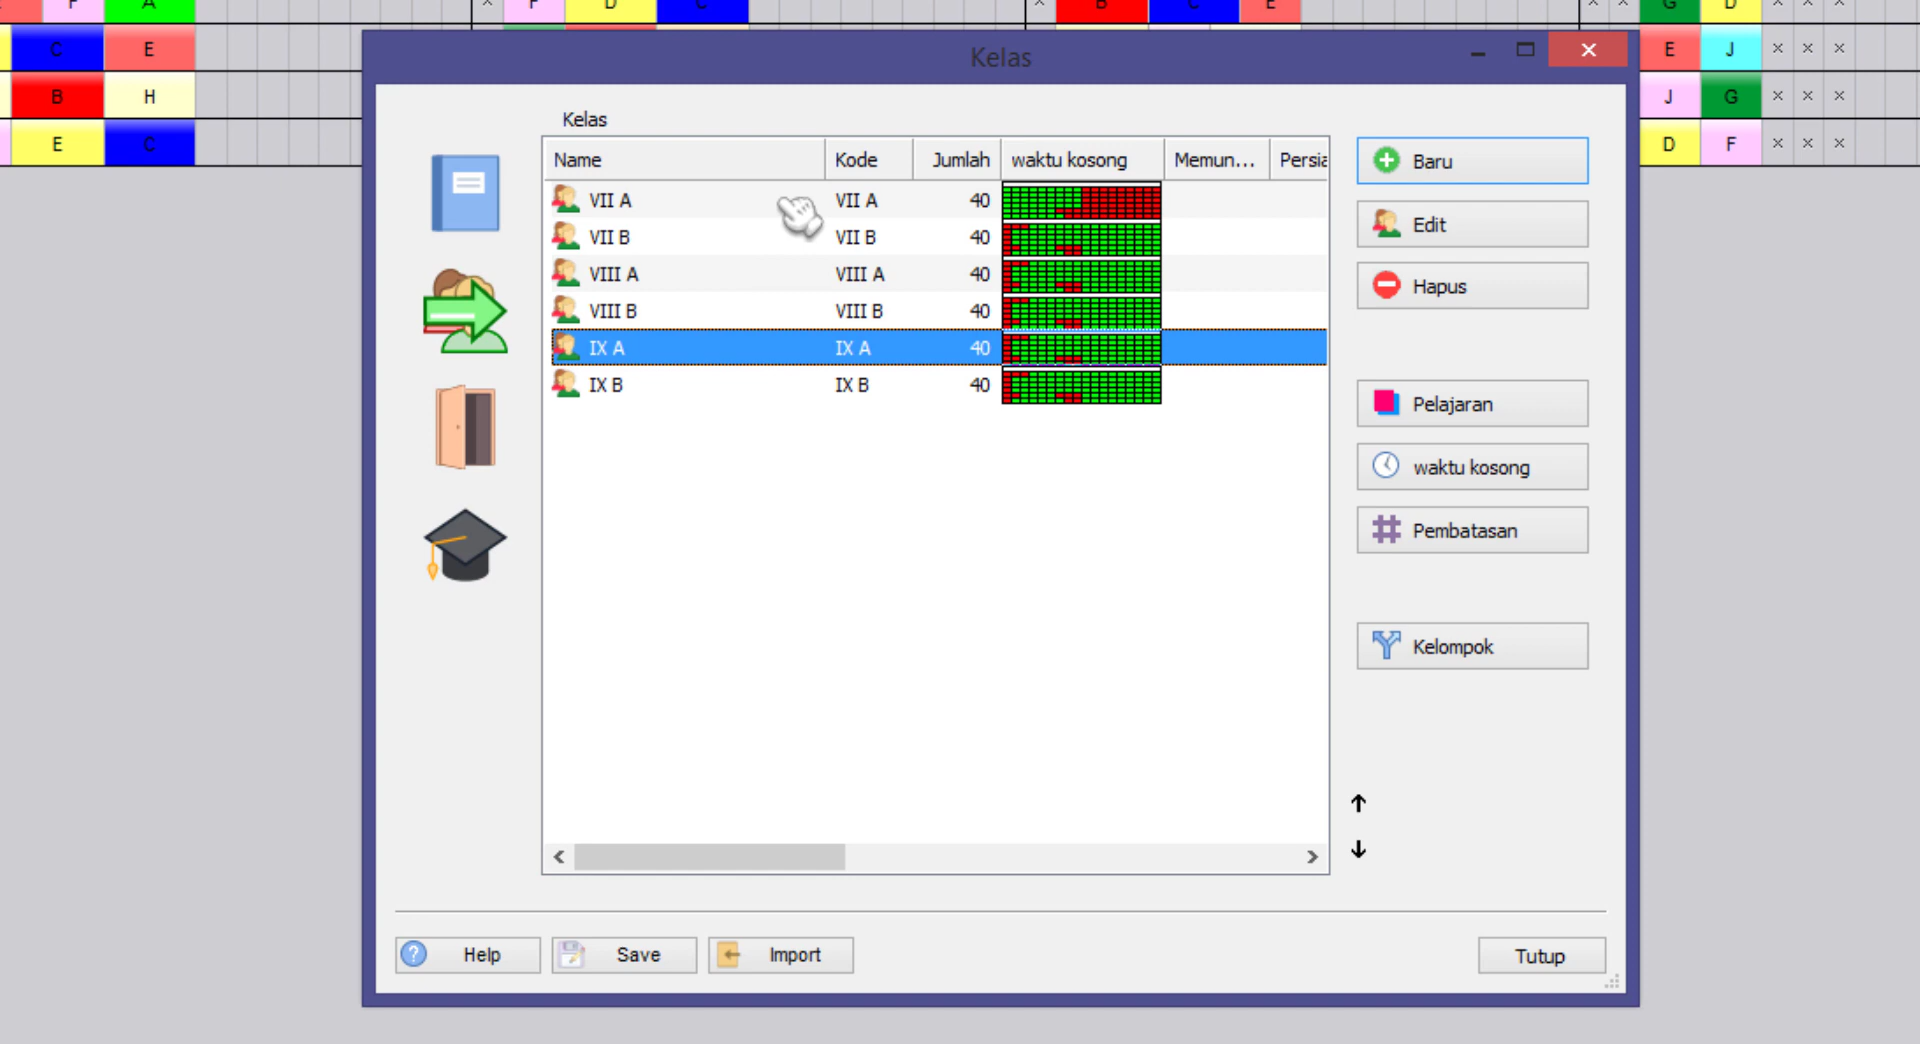 F A × F D C × B C E × × G D × × ×
C E Kelas E J × × ×
B H J G × × ×
E C D F × × ×
Kelas
Name Kode Jumlah waktu kosong Memun... Persia
VII A VII A 40
VII B VII B 40
VIII A VIII A 40
VIII B VIII B 40
IX A IX A 40
IX B IX B 40
Baru
Edit
Hapus
Pelajaran
waktu kosong
Pembatasan
Kelompok
Help Save Import Tutup